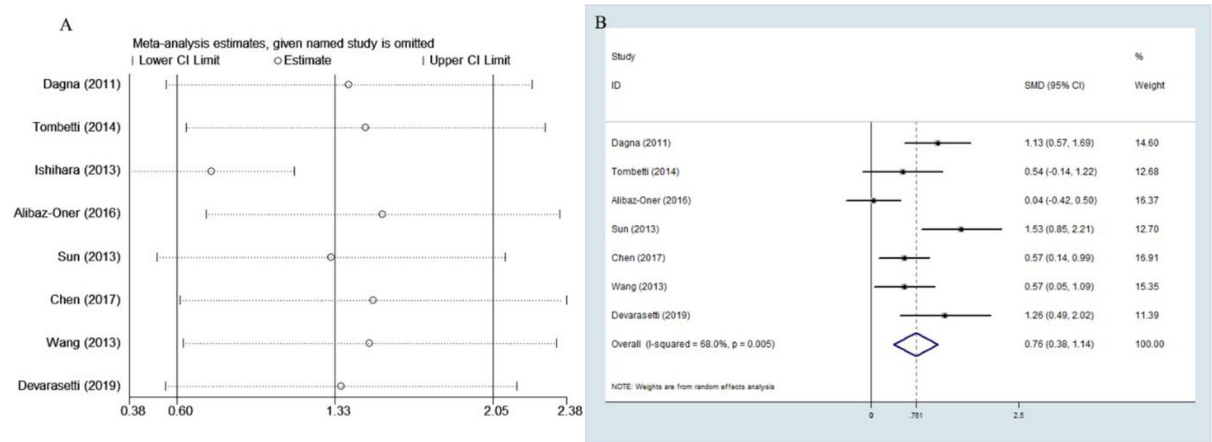 A
Meta-analysis estimates, given named study is omitted
| Lower CI Limit ○ Estimate | Upper CI Limit
Dagna (2011)
Tombetti (2014)
Ishihara (2013)
Alibaz-Oner (2016)
Sun (2013)
Chen (2017)
Wang (2013)
Devarasetti (2019)
0.38 0.60 1.33 2.05 2.38
B
Study %
ID SMD (95% CI) Weight
Dagna (2011) 1.13 (0.57, 1.69) 14.60
Tombetti (2014) 0.54 (-0.14, 1.22) 12.68
Alibaz-Oner (2016) 0.04 (-0.42, 0.50) 16.37
Sun (2013) 1.53 (0.85, 2.21) 12.70
Chen (2017) 0.57 (0.14, 0.99) 16.91
Wang (2013) 0.57 (0.05, 1.09) 15.35
Devarasetti (2019) 1.26 (0.49, 2.02) 11.39
Overall (I-squared = 68.0%, p = 0.005) 0.76 (0.38, 1.14) 100.00
NOTE: Weights are from random effects analysis
0 .761 2.5